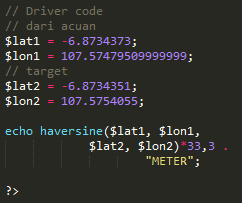 // Driver code
// dari acuan
$lat1 = -6.8734373;
$lon1 = 107.57479509999999;
// target
$lat2 = -6.8734351;
$lon2 = 107.5754055;
echo haversine($lat1, $lon1,
$lat2, $lon2)*33,3 .
"METER";
?>